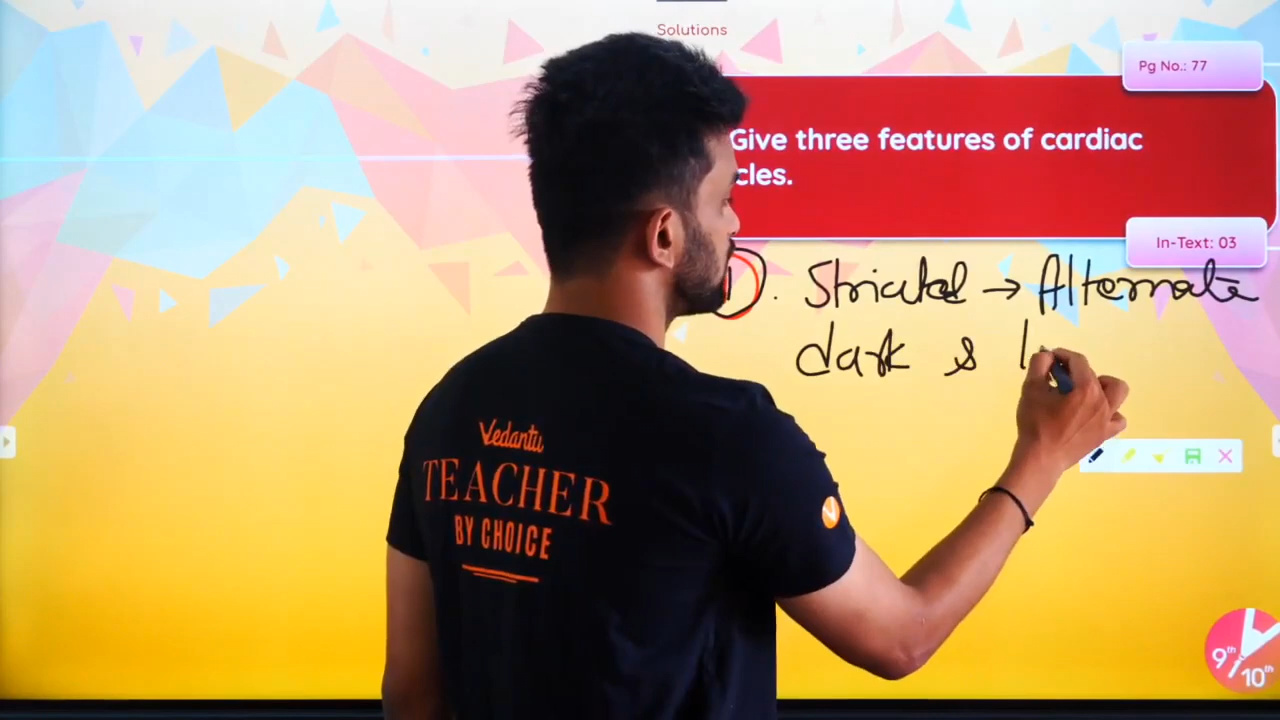 Solutions
Pg No.: 77
Give three features of cardiac
cles.
In-Text: 03
1). Striated → Alternate
dark &
Vedantu
TEACHER
BY CHOICE
V
9th
10th